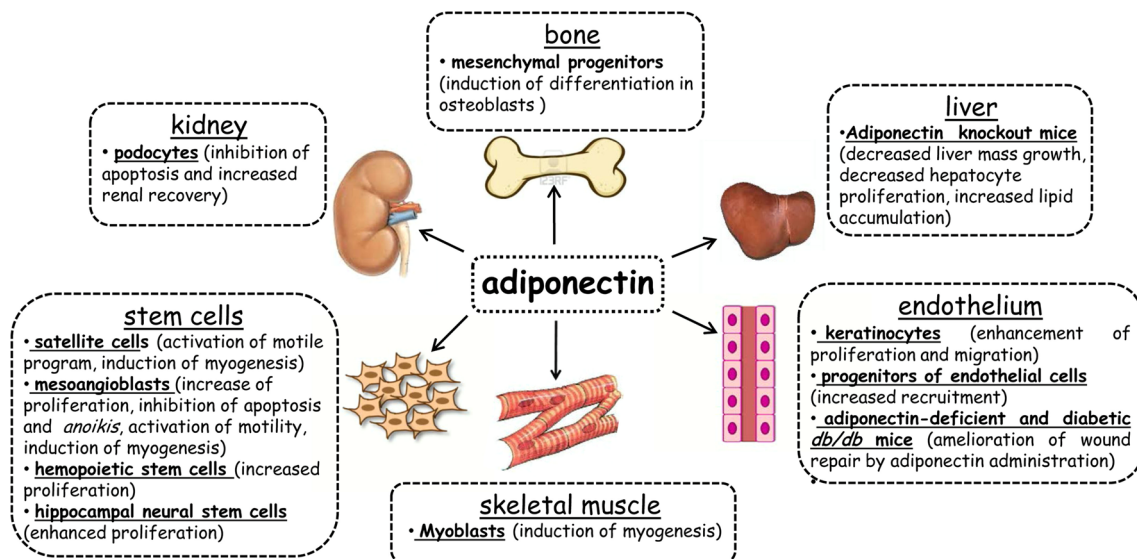 bone
• mesenchymal progenitors
(induction of differentiation in
osteoblasts )
kidney
• podocytes (inhibition of
apoptosis and increased
renal recovery)
liver
•Adiponectin knockout mice
(decreased liver mass growth,
decreased hepatocyte
proliferation, increased lipid
accumulation)
123RF
adiponectin
stem cells
• satellite cells (activation of motile
program, induction of myogenesis)
• mesoangioblasts (increase of
proliferation, inhibition of apoptosis
and anoikis, activation of motility,
induction of myogenesis)
• hemopoietic stem cells (increased
proliferation)
• hippocampal neural stem cells
(enhanced proliferation)
endothelium
• keratinocytes (enhancement of
proliferation and migration)
• progenitors of endothelial cells
(increased recruitment)
• adiponectin-deficient and diabetic
db/db mice (amelioration of wound
repair by adiponectin administration)
•
skeletal muscle
• Myoblasts (induction of myogenesis)